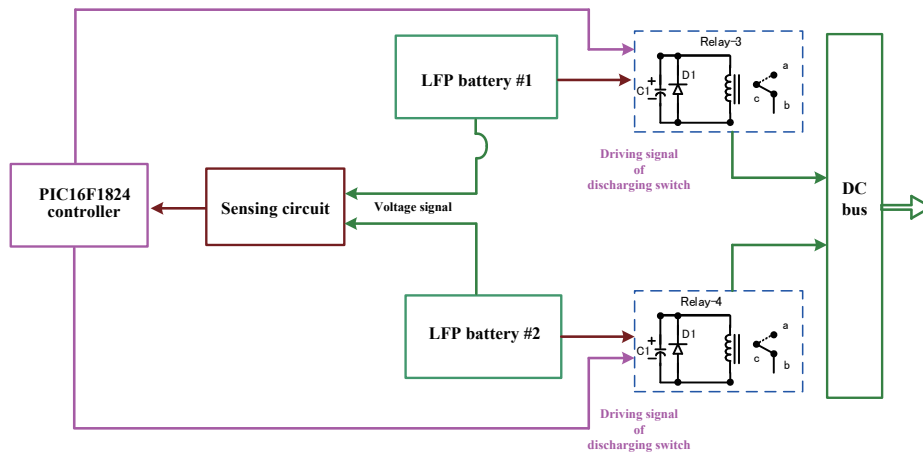 Relay-3
a
D1
C1
+
c
b
LFP battery #1
Driving signal
of
discharging switch
PIC16F1824
controller
Sensing circuit
Voltage signal
DC
bus
Relay-4
a
D1
C1
+
c
b
LFP battery #2
Driving signal
of
discharging switch